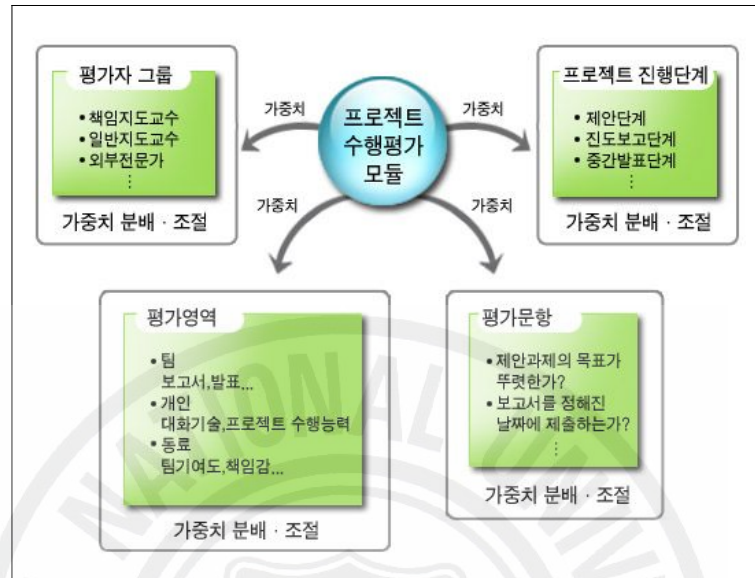 평가자 그룹
• 책임지도교수
• 일반지도교수
• 외부전문가
⋮
가중치 분배 · 조절
가중치
프로젝트
수행평가
모듈
가중치
프로젝트 진행단계
• 제안단계
• 진도보고단계
• 중간발표단계
⋮
가중치 분배 · 조절
가중치
가중치
평가영역
• 팀
보고서,발표...
• 개인
대화기술,프로젝트 수행능력
• 동료
팀기여도,책임감...
가중치 분배 · 조절
평가문항
• 제안과제의 목표가
뚜렷한가?
• 보고서를 정해진
날짜에 제출하는가?
⋮
가중치 분배 · 조절
NATIONAL UNIV